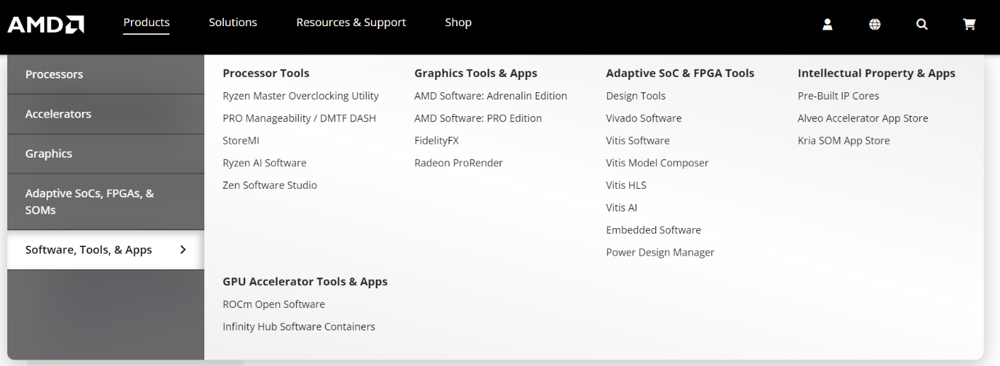 AMD
Products
Solutions
Resources & Support
Shop
Processors
Accelerators
Graphics
Adaptive SoCs, FPGAs, &
SOMs
Software, Tools, & Apps
Processor Tools
Ryzen Master Overclocking Utility
PRO Manageability / DMTF DASH
StoreMI
Ryzen AI Software
Zen Software Studio
Graphics Tools & Apps
AMD Software: Adrenalin Edition
AMD Software: PRO Edition
FidelityFX
Radeon ProRender
Adaptive SoC & FPGA Tools
Design Tools
Vivado Software
Vitis Software
Vitis Model Composer
Vitis HLS
Vitis AI
Embedded Software
Power Design Manager
Intellectual Property & Apps
Pre-Built IP Cores
Alveo Accelerator App Store
Kria SOM App Store
GPU Accelerator Tools & Apps
ROCm Open Software
Infinity Hub Software Containers